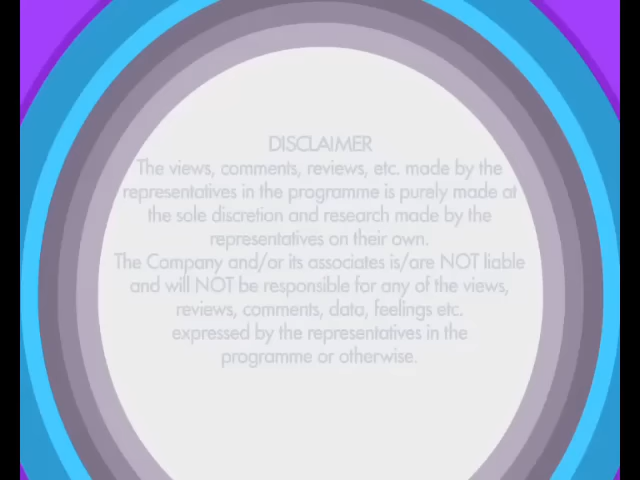 DISCLAIMER
The views, comments, reviews, etc. made by the
representatives in the programme is purely made at
the sole discretion and research made by the
representatives on their own.
The Company and/or its associates is/are NOT liable
and will NOT be responsible for any of the views,
reviews, comments, data, feelings etc.
expressed by the representatives in the
programme or otherwise.